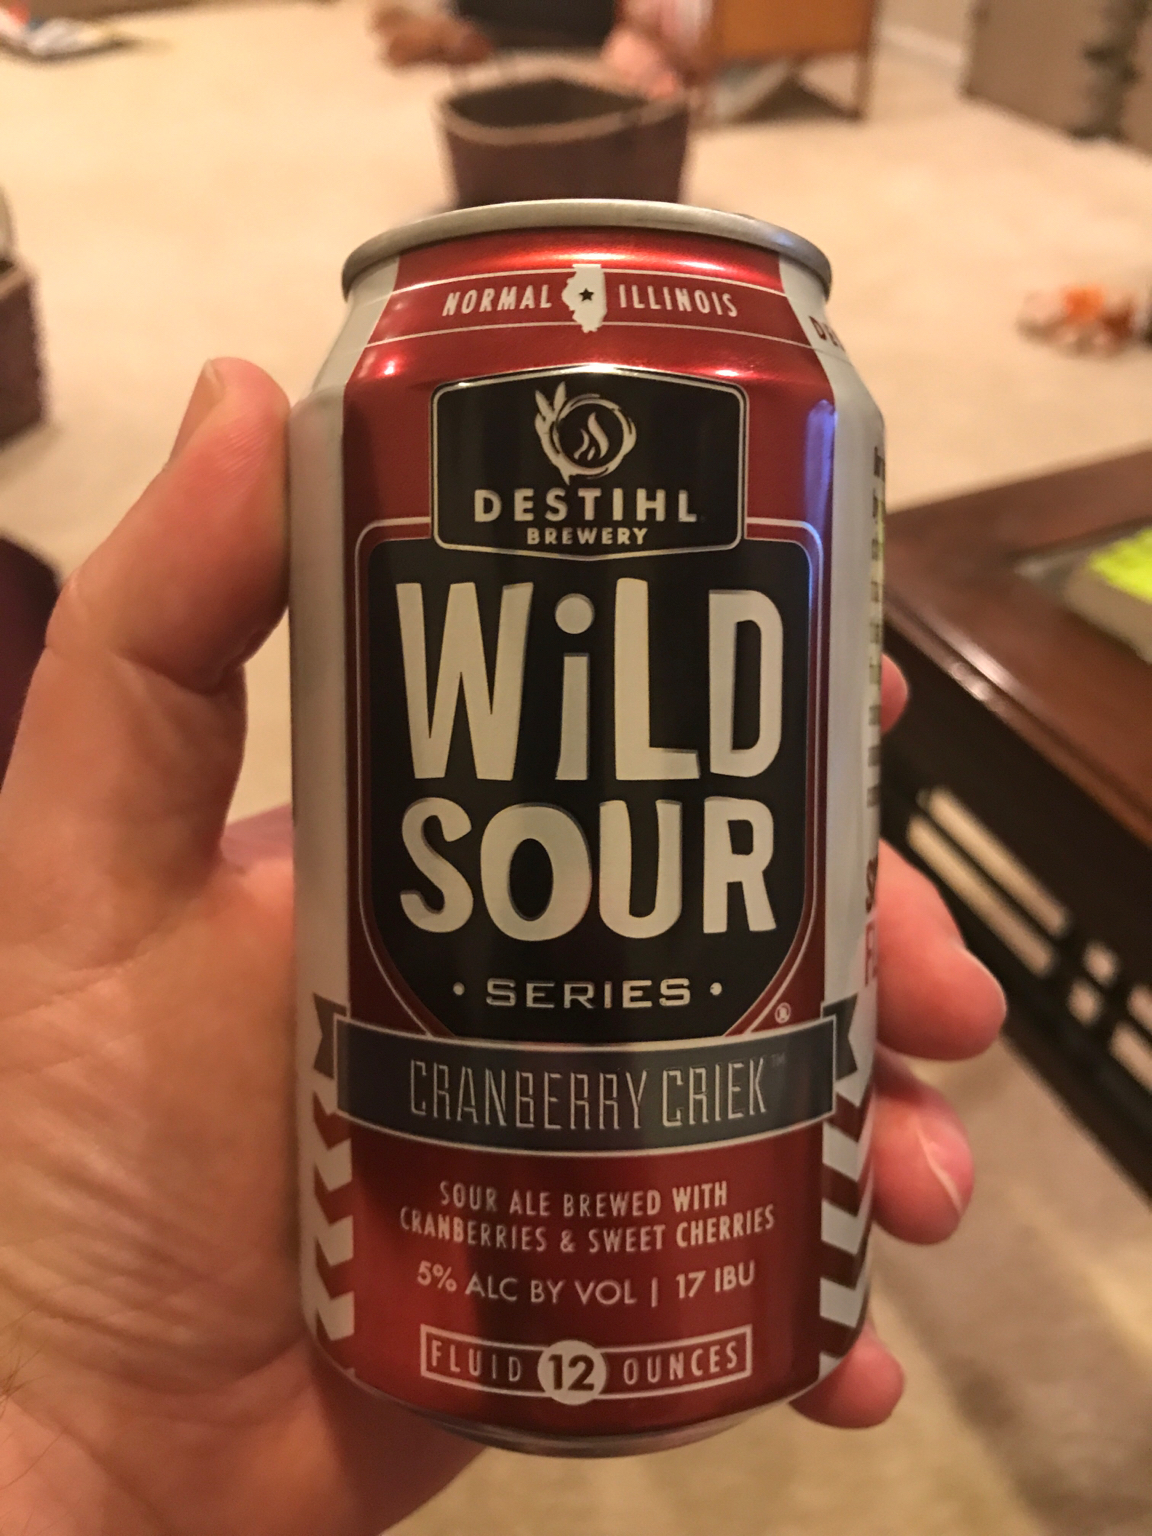 NORMAL ILLINOIS
DESTIHL
BREWERY
WiLD
SOUR
• SERIES •
®
CRANBERRY CRIEK™
SOUR ALE BREWED WITH
CRANBERRIES & SWEET CHERRIES
5% ALC BY VOL | 17 IBU
FLUID 12 OUNCES